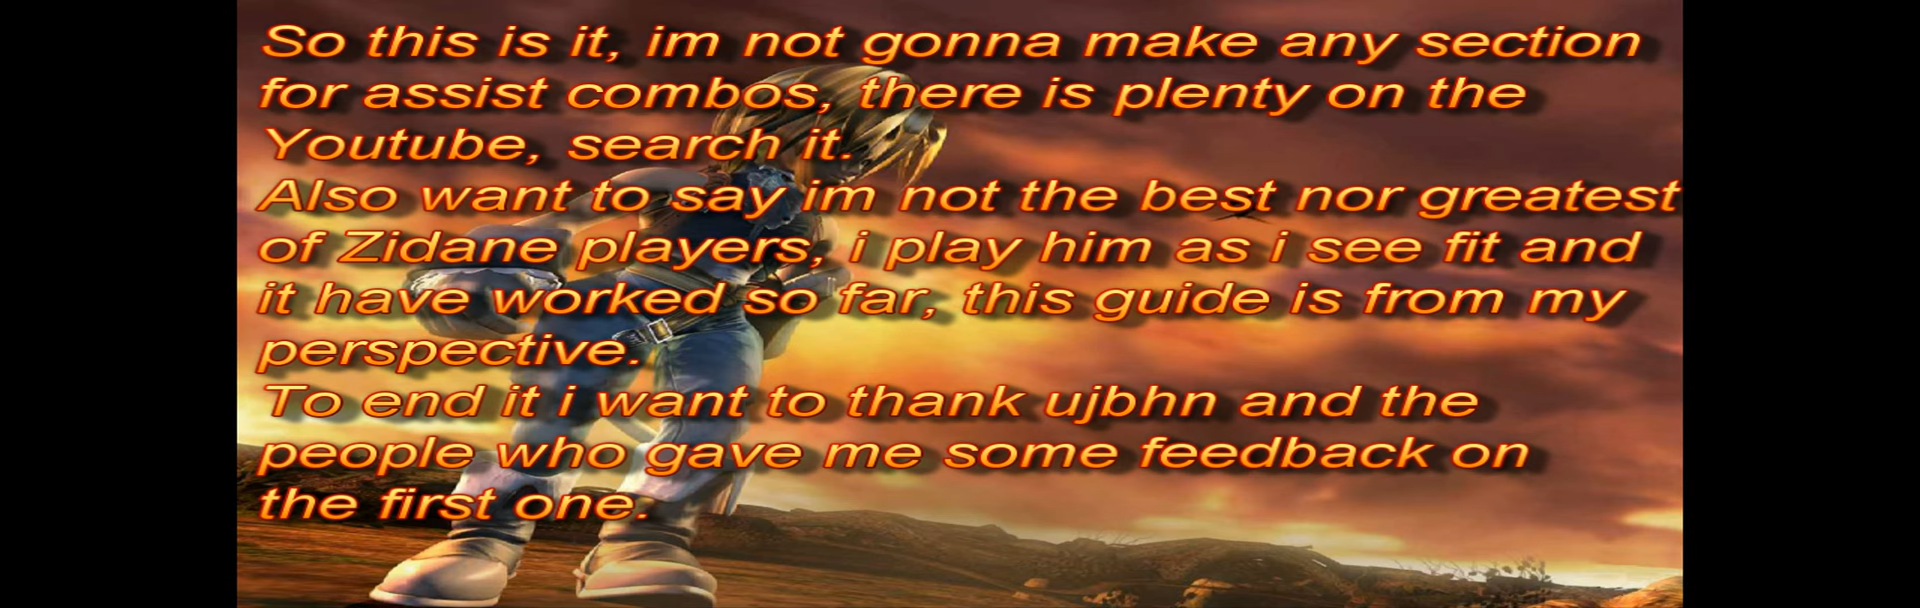 So this is it, im not gonna make any section
for assist combos, there is plenty on the
Youtube, search it.
Also want to say im not the best nor greatest
of Zidane players, i play him as i see fit and
it have worked so far, this guide is from my
perspective.
To end it i want to thank ujbhn and the
people who gave me some feedback on
the first one.